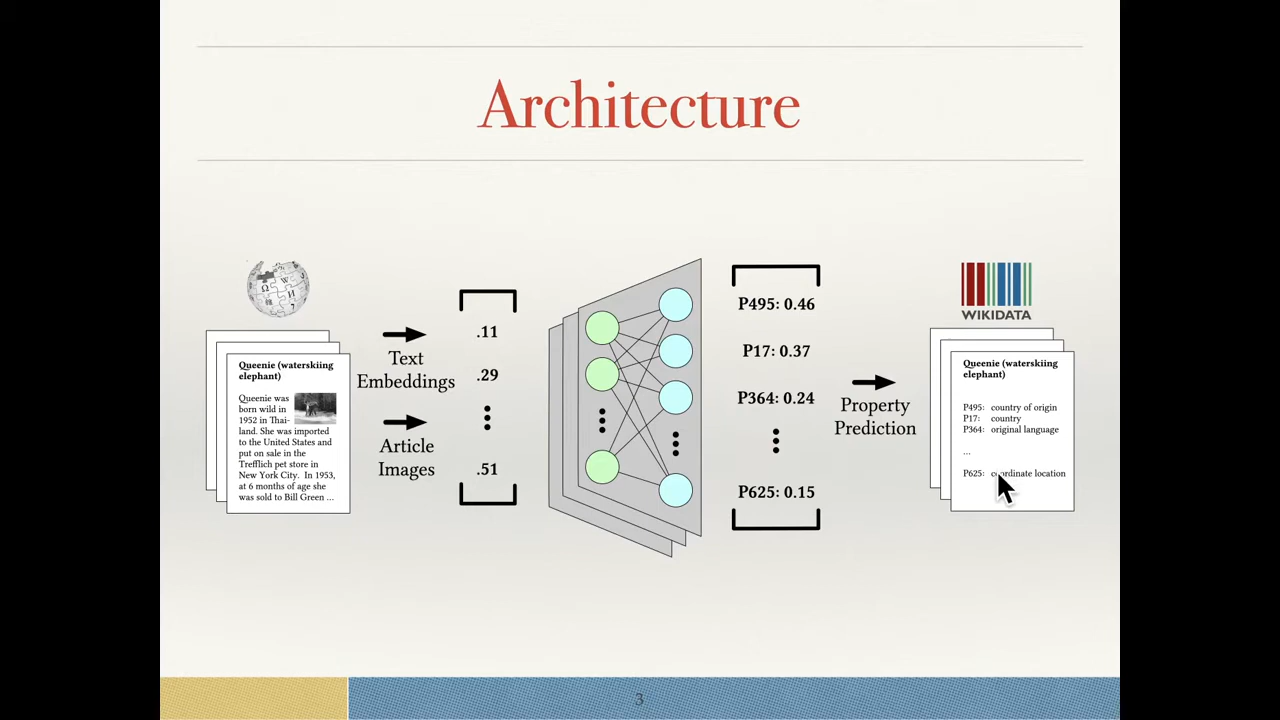 Architecture
Queenie (waterskiing
elephant)
Queenie was
born wild in
1952 in Thai-
land. She was imported
to the United States and
put on sale in the
Trefflich pet store in
New York City. In 1953,
at 6 months of age she
was sold to Bill Green ...
Text
Embeddings
Article
Images
.11
.29
.51
P495: 0.46
P17: 0.37
P364: 0.24
P625: 0.15
Property
Prediction
WIKIDATA
Queenie (waterskiing
elephant)
P495: country of origin
P17: country
P364: original language
...
P625: coordinate location
3